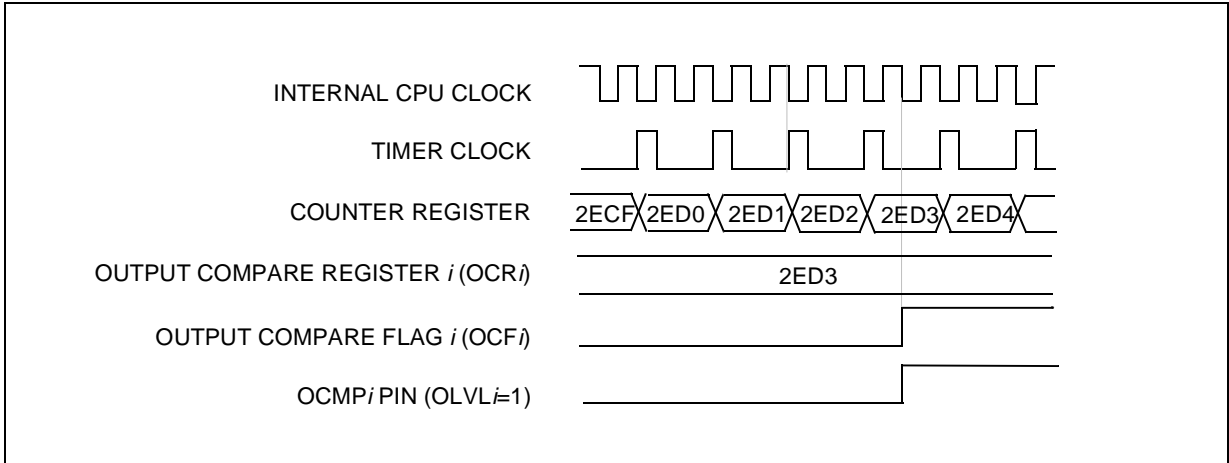 INTERNAL CPU CLOCK
TIMER CLOCK
COUNTER REGISTER 2ECF 2ED0 2ED1 2ED2 2ED3 2ED4
OUTPUT COMPARE REGISTER i (OCRi) 2ED3
OUTPUT COMPARE FLAG i (OCFi)
OCMPi PIN (OLVLi=1)